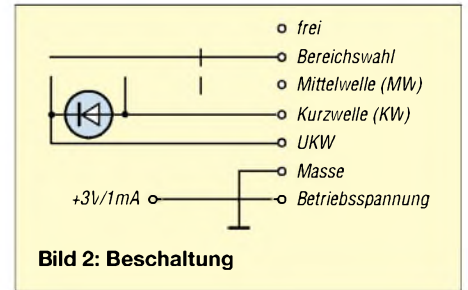 frei
Bereichswahl
Mittelwelle (MW)
Kurzwelle (KW)
UKW
Masse
+3V/1mA Betriebsspannung
Bild 2: Beschaltung